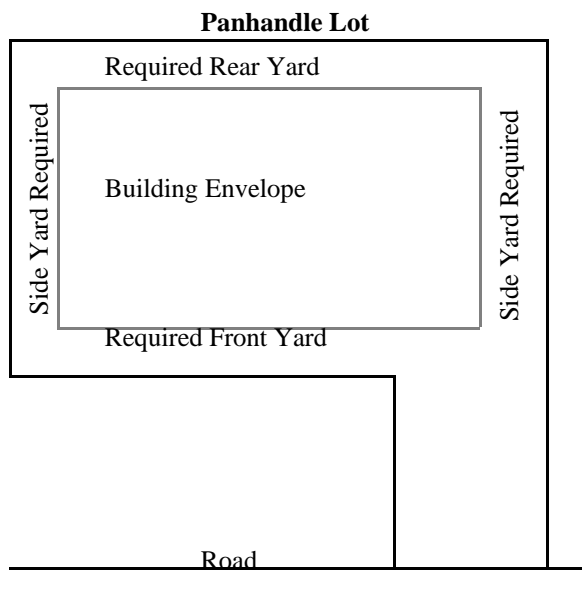 Panhandle Lot
Required Rear Yard
Side Yard Required
Building Envelope
Side Yard Required
Required Front Yard
Road